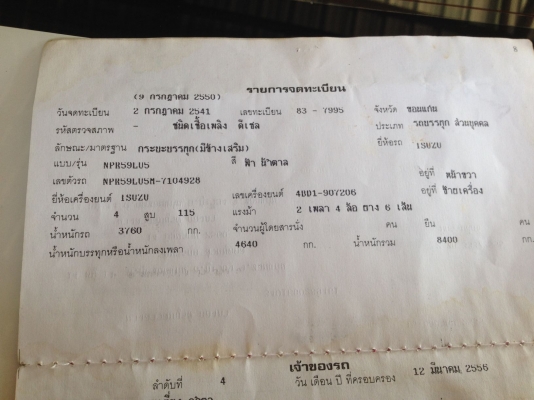 รายการจดทะเบียน
(9 กรกฎาคม 2550)
วันจดทะเบียน 2 กรกฎาคม 2541 เลขทะเบียน 83 - 7995 จังหวัด ขอนแก่น
รหัสตรวจสภาพ - ชนิดเชื้อเพลิง ดีเซล ประเภท รถบรรทุก ส่วนบุคคล
ลักษณะ/มาตรฐาน กระบะบรรทุก(มีข้างเสริม) ยี่ห้อรถ ISUZU
แบบ/รุ่น NPR59LU5 สี ฟ้า น้ำตาล
เลขตัวรถ NPR59LU5M-7104928 อยู่ที่ หน้าขวา
ยี่ห้อเครื่องยนต์ ISUZU เลขเครื่องยนต์ 4BD1-907206 อยู่ที่ ซ้ายเครื่อง
จำนวน 4 สูบ 115 แรงม้า 2 เพลา 4 ล้อ ยาง 6 เส้น
น้ำหนักรถ 3760 กก. จำนวนผู้โดยสารนั่ง คน ยืน คน
น้ำหนักบรรทุกหรือน้ำหนักลงเพลา 4640 กก. น้ำหนักรวม 8400 กก.
เจ้าของรถ
ลำดับที่ 4 วัน เดือน ปี ที่ครอบครอง 12 มีนาคม 2556